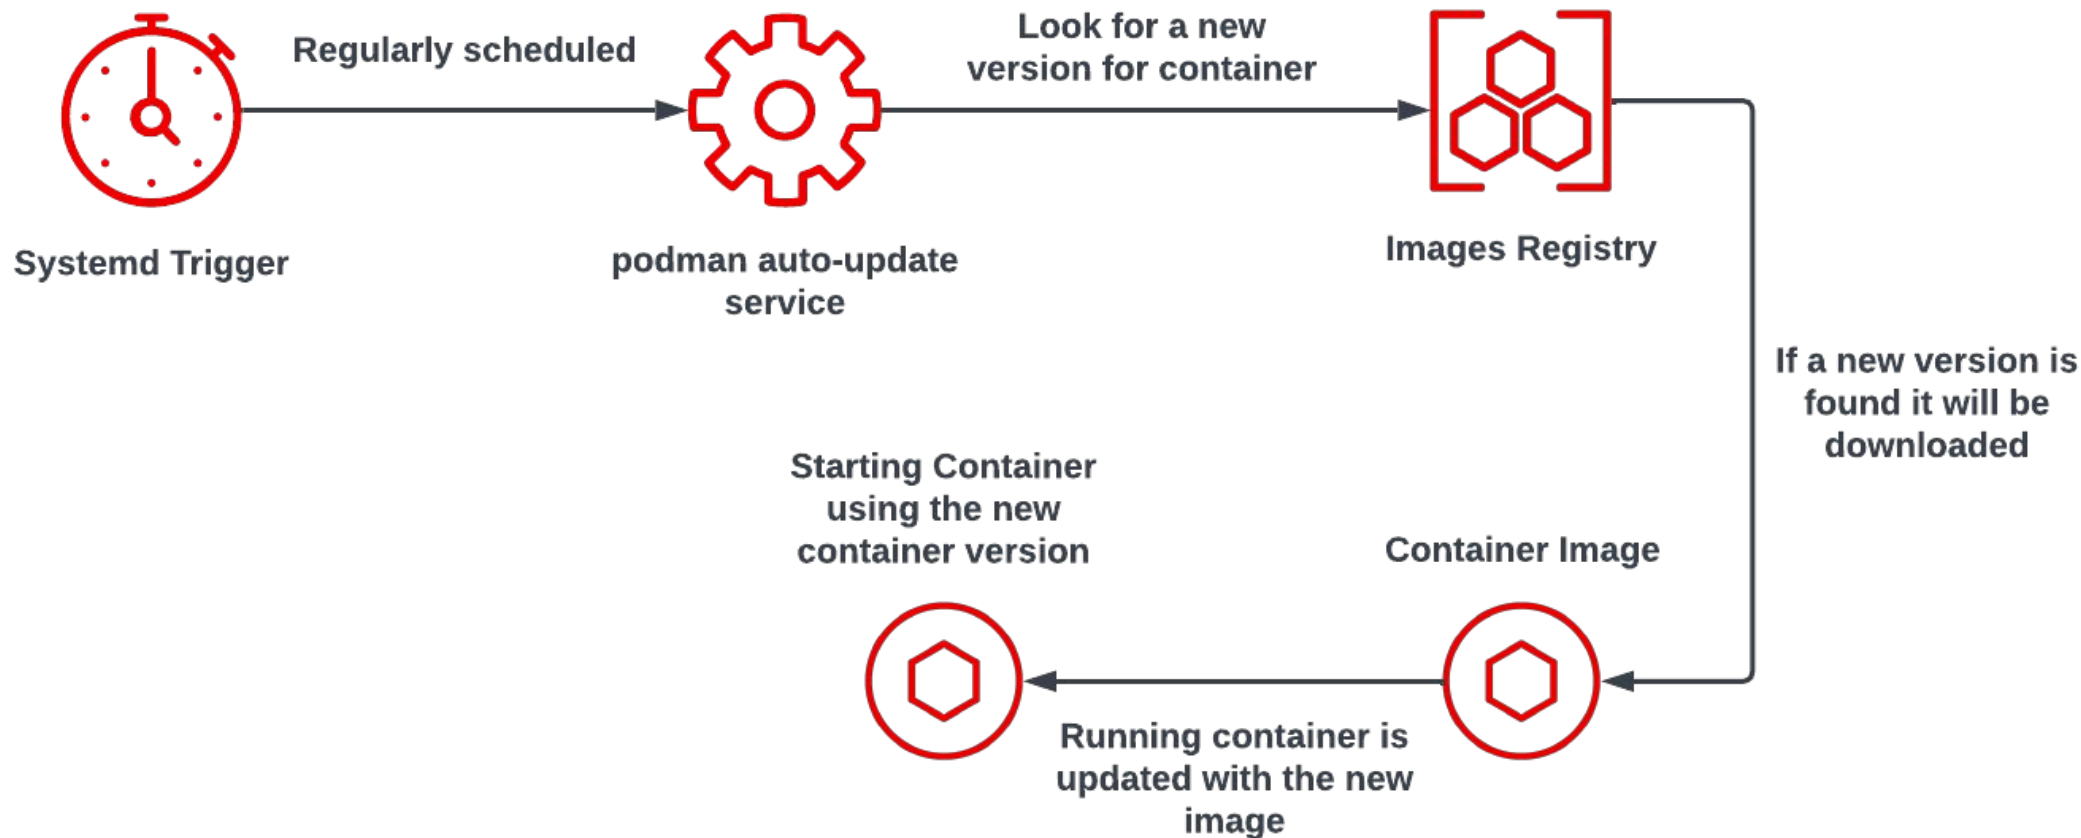 Regularly scheduled
Look for a new
version for container
Systemd Trigger
podman auto-update
service
Images Registry
If a new version is
found it will be
downloaded
Container Image
Starting Container
using the new
container version
Running container is
updated with the new
image